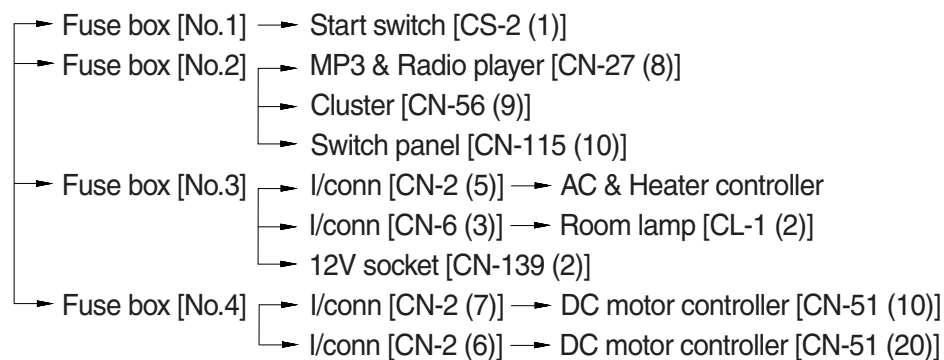 Fuse box [No.1] Start switch [CS-2 (1)]
Fuse box [No.2] MP3 & Radio player [CN-27 (8)]
Cluster [CN-56 (9)]
Switch panel [CN-115 (10)]
Fuse box [No.3] I/conn [CN-2 (5)] AC & Heater controller
I/conn [CN-6 (3)] Room lamp [CL-1 (2)]
12V socket [CN-139 (2)]
Fuse box [No.4] I/conn [CN-2 (7)] DC motor controller [CN-51 (10)]
I/conn [CN-2 (6)] DC motor controller [CN-51 (20)]